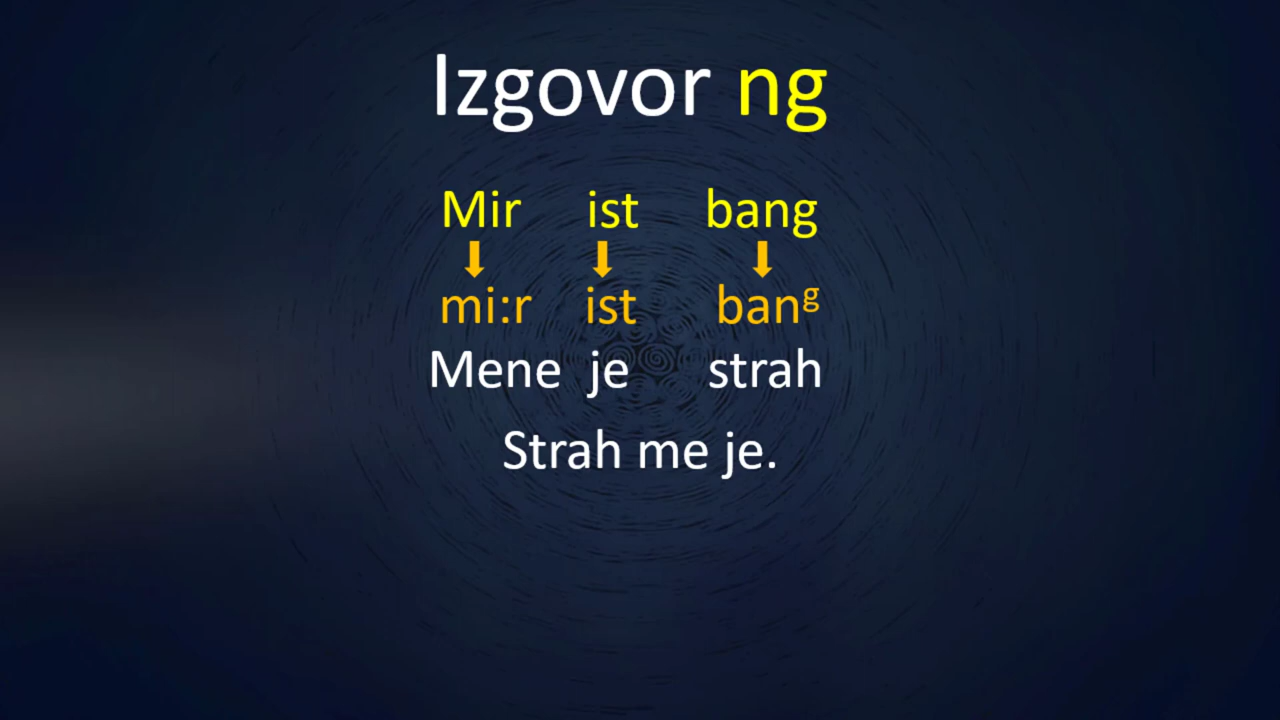 Izgovor ng
Mir ist bang
mi:r ist banᵍ
Mene je strah
Strah me je.